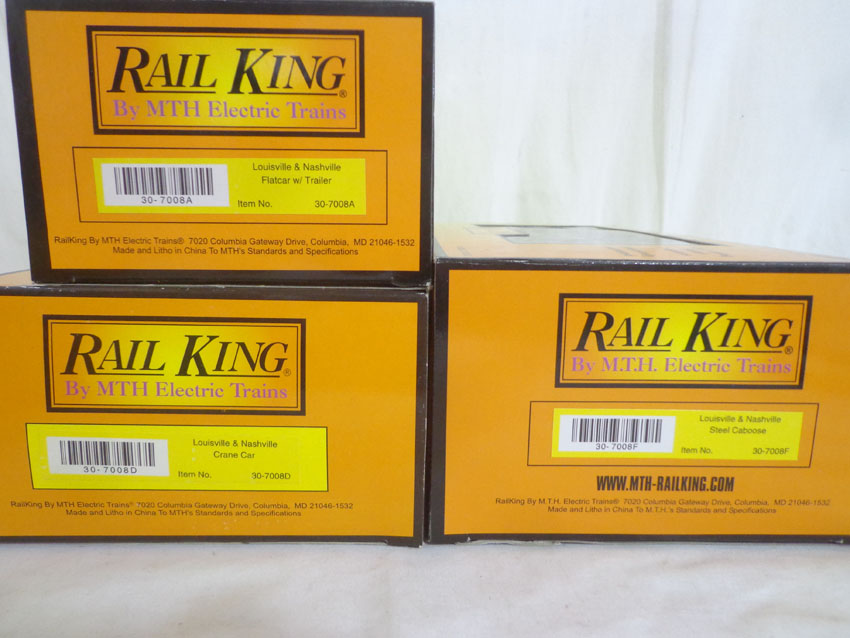 RAIL KING®
By MTH Electric Trains
Louisville & Nashville
Flatcar w/ Trailer
30-7008A
Item No. 30-7008A
RailKing By MTH Electric Trains® 7020 Columbia Gateway Drive, Columbia, MD 21046-1532
Made and Litho in China To MTH's Standards and Specifications
RAIL KING®
By MTH Electric Trains
Louisville & Nashville
Crane Car
30-7008D
Item No. 30-7008D
RailKing By MTH Electric Trains® 7020 Columbia Gateway Drive, Columbia, MD 21046-1532
Made and Litho in China To MTH's Standards and Specifications
RAIL KING®
By M.T.H. Electric Trains
Louisville & Nashville
Steel Caboose
30-7008F
Item No. 30-7008F
WWW.MTH-RAILKING.COM
RailKing By M.T.H. Electric Trains® 7020 Columbia Gateway Drive, Columbia, MD 21046-1532
Made and Litho in China To M.T.H.'s Standards and Specifications